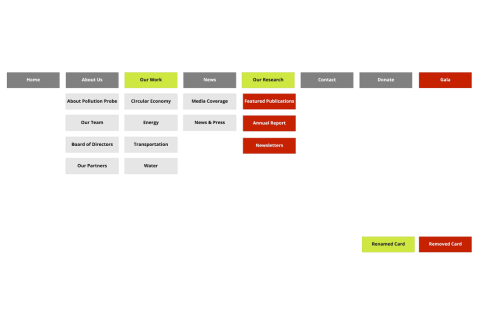 Home About Us Our Work News Our Research Contact Donate Gala
About Pollution Probe Circular Economy Media Coverage Featured Publications
Our Team Energy News & Press Annual Report
Board of Directors Transportation Newsletters
Our Partners Water
Renamed Card Removed Card